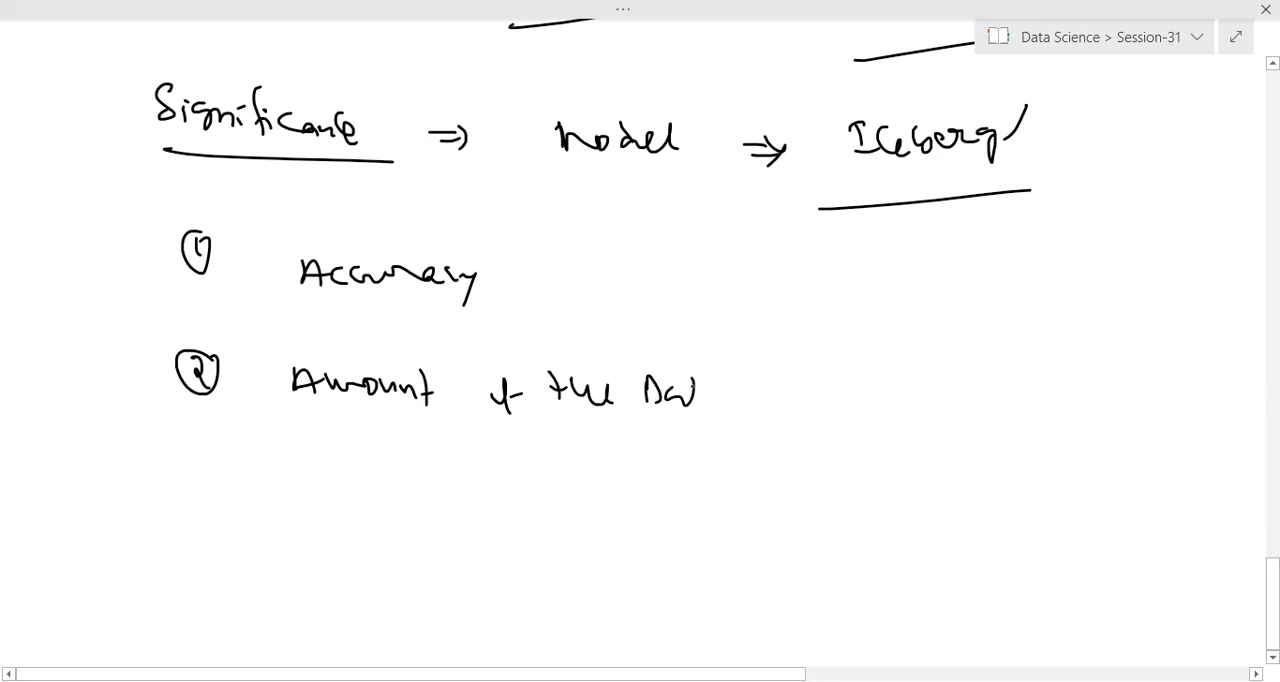 Data Science > Session-31
Significance ⇒ Model ⇒ Iceberg
① Accuracy
② Amount of the Da